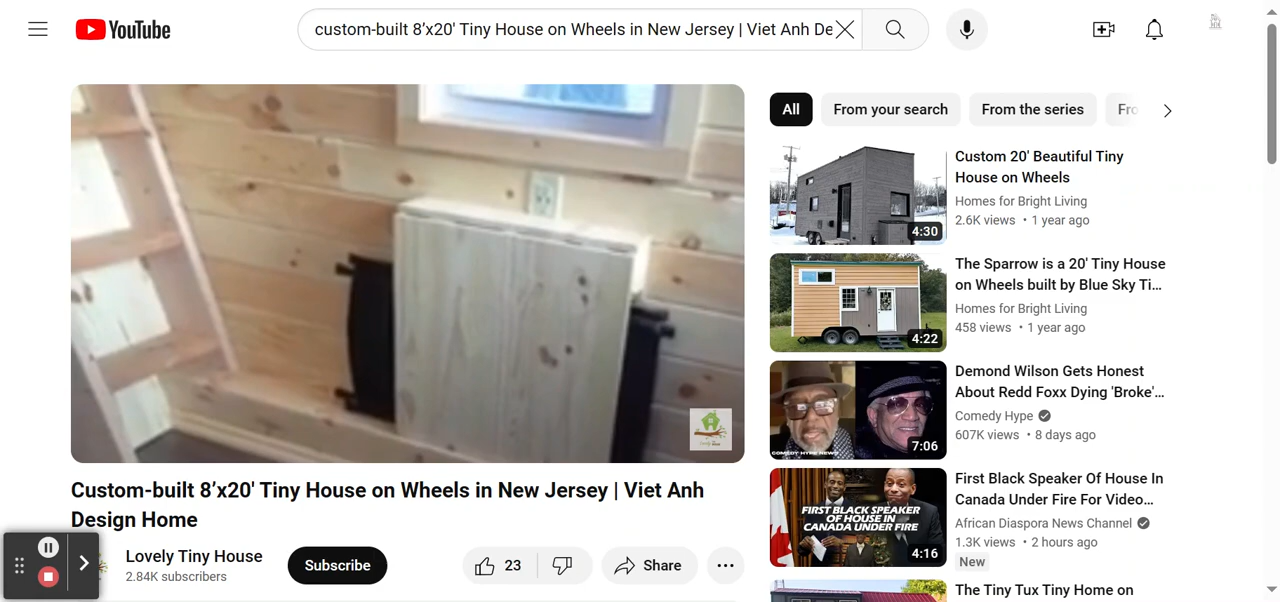 YouTube
custom-built 8’x20' Tiny House on Wheels in New Jersey | Viet Anh De
All
From your search
From the series
Fro
Custom 20' Beautiful Tiny
House on Wheels
Homes for Bright Living
2.6K views • 1 year ago
4:30
The Sparrow is a 20' Tiny House
on Wheels built by Blue Sky Ti...
Homes for Bright Living
458 views • 1 year ago
4:22
Demond Wilson Gets Honest
About Redd Foxx Dying 'Broke'...
Comedy Hype
607K views • 8 days ago
7:06
COMEDY HYPE NEWS
First Black Speaker Of House In
Canada Under Fire For Video...
African Diaspora News Channel
1.3K views • 2 hours ago
New
FIRST BLACK SPEAKER
OF HOUSE IN
CANADA UNDER FIRE
4:16
The Tiny Tux Tiny Home on
Custom-built 8’x20' Tiny House on Wheels in New Jersey | Viet Anh
Design Home
Lovely Tiny House
2.84K subscribers
Subscribe
23
Share